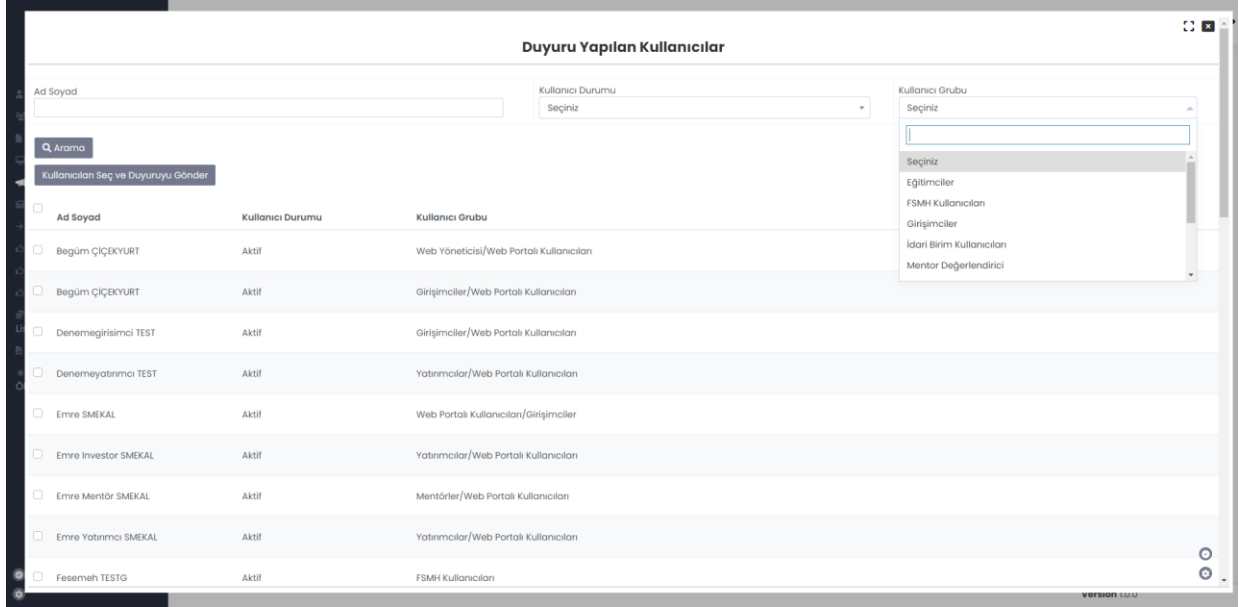 Duyuru Yapılan Kullanıcılar
Ad Soyad
Kullanıcı Durumu
Seçiniz
Kullanıcı Grubu
Seçiniz
Arama
Kullanıcıları Seç ve Duyuruyu Gönder
Seçiniz
Eğitimciler
FSMH Kullanıcıları
Girişimciler
İdari Birim Kullanıcıları
Mentor Değerlendirici
Ad Soyad Kullanıcı Durumu Kullanıcı Grubu
Begüm ÇİÇEKYURT Aktif Web Yöneticisi/Web Portalı Kullanıcıları
Begüm ÇİÇEKYURT Aktif Girişimciler/Web Portalı Kullanıcıları
Denemegirisimci TEST Aktif Girişimciler/Web Portalı Kullanıcıları
Denemeyatırımcı TEST Aktif Yatırımcılar/Web Portalı Kullanıcıları
Emre SMEKAL Aktif Web Portalı Kullanıcıları/Girişimciler
Emre Investor SMEKAL Aktif Yatırımcılar/Web Portalı Kullanıcıları
Emre Mentör SMEKAL Aktif Mentörler/Web Portalı Kullanıcıları
Emre Yatırımcı SMEKAL Aktif Yatırımcılar/Web Portalı Kullanıcıları
Fesemeh TESTG Aktif FSMH Kullanıcıları
Version 1.0.0